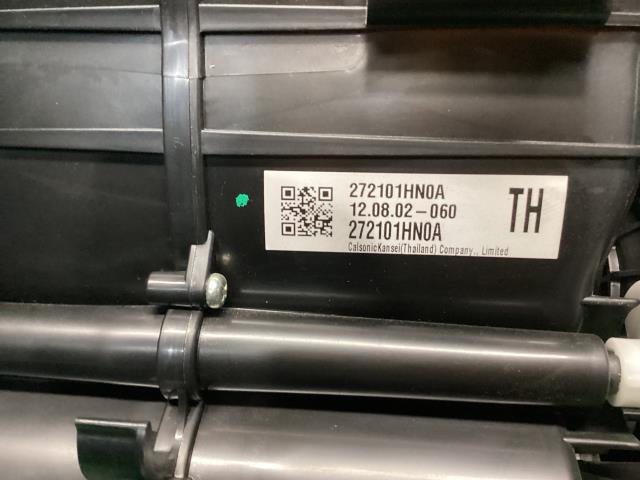 272101HN0A
12.08.02-060
272101HN0A
CalsonicKansei(Thailand) Company., Limited
TH